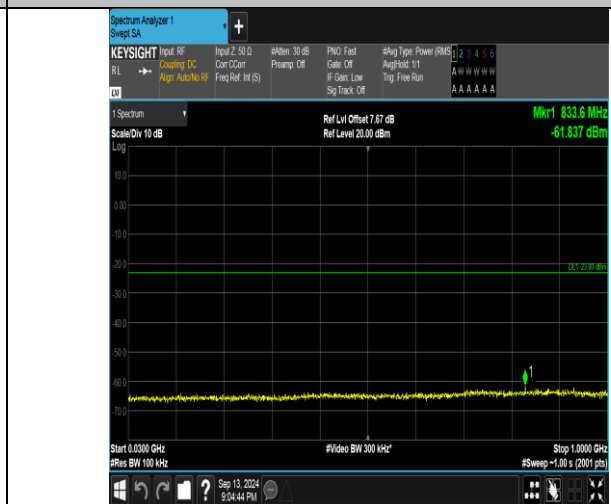 Spectrum Analyzer 1
Swept SA
+
KEYSIGHT Input: RF Input Z: 50 Ω #Atten: 30 dB PNO: Fast #Avg Type: Power (RMS 1 2 3 4 5 6
RL Coupling: DC Corr CCorr Preamp: Off Gate: Off Avg|Hold: 1/1 A W W W W W
Align: Auto/No RF Freq Ref: Int (S) IF Gain: Low Trig: Free Run
Sig Track: Off A A A A A A
1 Spectrum Ref Lvl Offset 7.67 dB Mkr1 833.6 MHz
Scale/Div 10 dB Ref Level 20.00 dBm -61.837 dBm
Log
10.0
0.00
-10.0
-20.0
DL1 -23.00 dBm
-30.0
-40.0
-50.0
1
-60.0
-70.0
Start 0.0300 GHz #Video BW 300 kHz* Stop 1.0000 GHz
#Res BW 100 kHz #Sweep ~1.00 s (2001 pts)
? Sep 13, 2024
9:04:44 PM